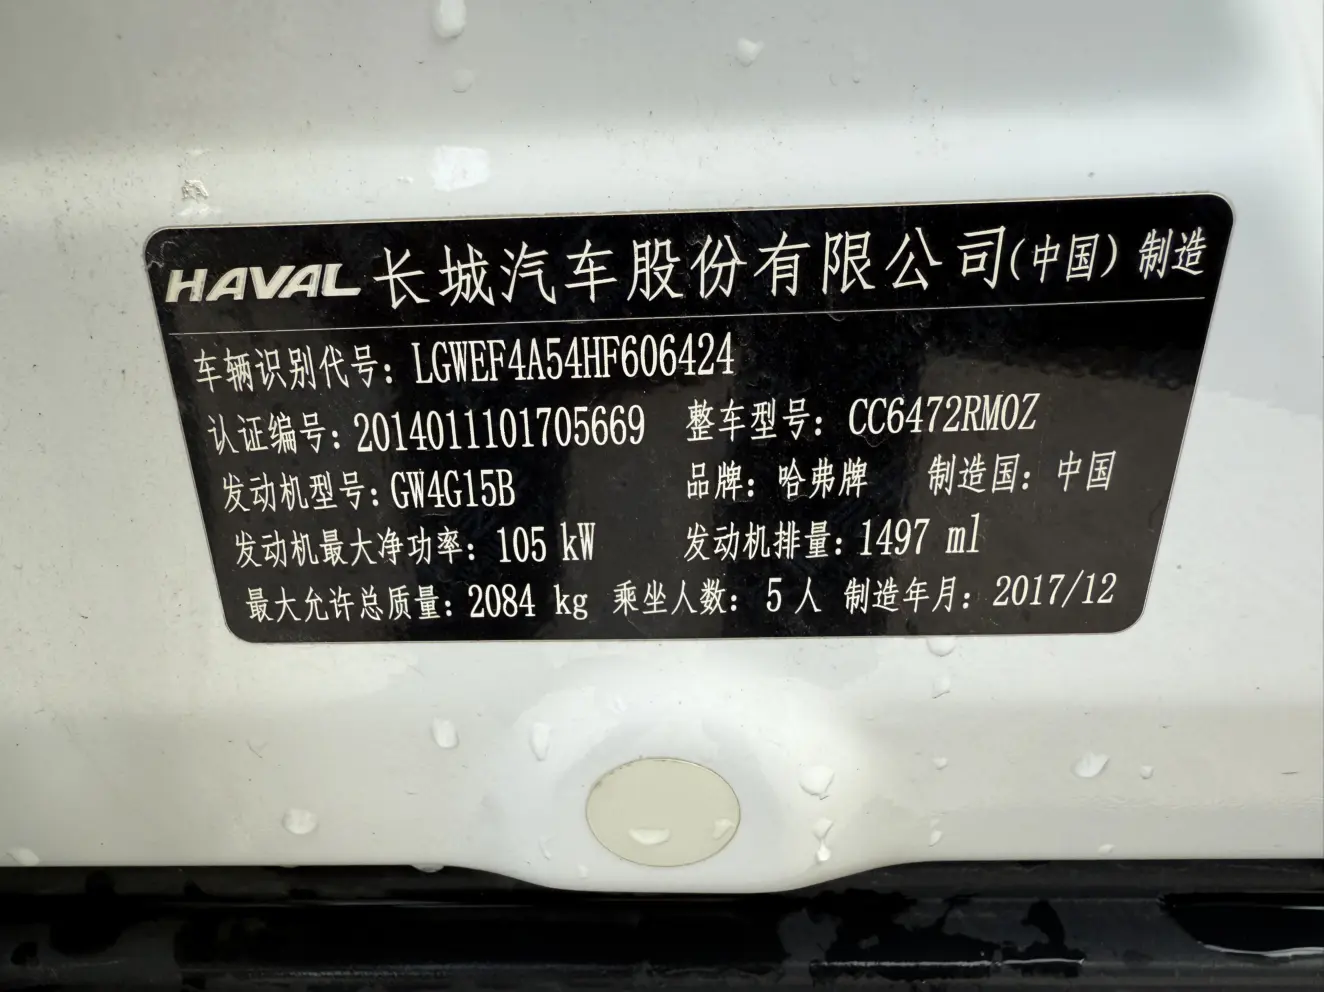 HAVAL 长城汽车股份有限公司(中国) 制造
车辆识别代号: LGWEF4A54HF606424
认证编号: 2014011101705669 整车型号: CC6472RM0Z
发动机型号: GW4G15B 品牌: 哈弗牌 制造国: 中国
发动机最大净功率: 105 kW 发动机排量: 1497 ml
最大允许总质量: 2084 kg 乘坐人数: 5 人 制造年月: 2017/12